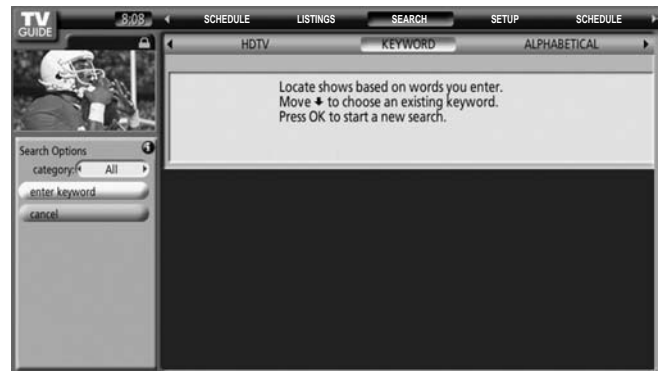 TV
GUIDE
8:08
SCHEDULE LISTINGS SEARCH SETUP SCHEDULE
HDTV KEYWORD ALPHABETICAL
Locate shows based on words you enter.
Move ⬇ to choose an existing keyword.
Press OK to start a new search.
Search Options i
category: All
enter keyword
cancel